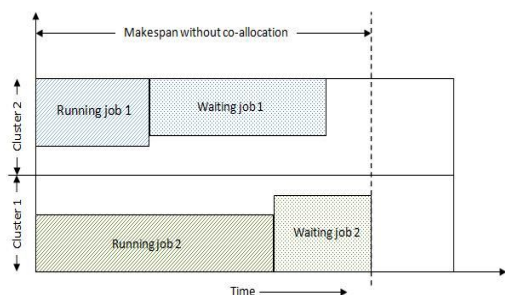 Makespan without co-allocation
Cluster 2
Running job 1
Waiting job 1
Cluster 1
Running job 2
Waiting job 2
Time